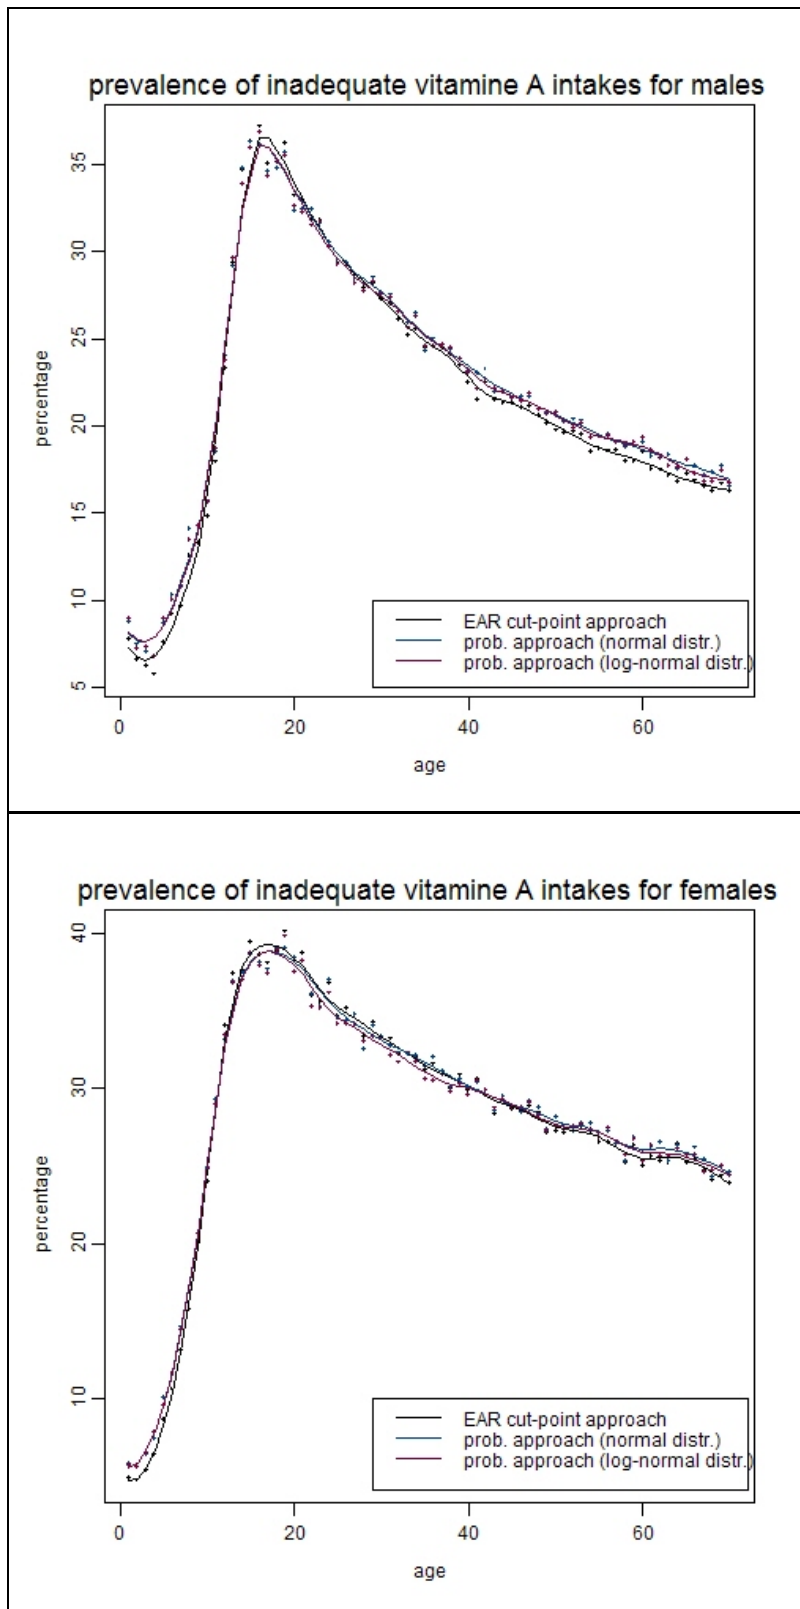 prevalence of inadequate vitamine A intakes for males
percentage
35
30
25
20
15
10
5
EAR cut-point approach
prob. approach (normal distr.)
prob. approach (log-normal distr.)
0 20 40 60
age
prevalence of inadequate vitamine A intakes for females
percentage
40
30
20
10
EAR cut-point approach
prob. approach (normal distr.)
prob. approach (log-normal distr.)
0 20 40 60
age